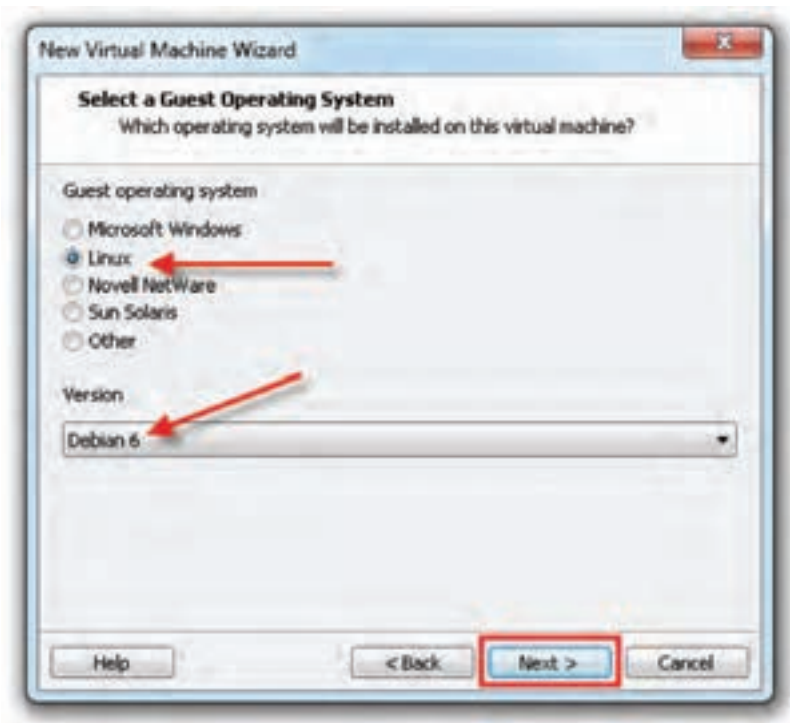 New Virtual Machine Wizard
Select a Guest Operating System
Which operating system will be installed on this virtual machine?
Guest operating system
Microsoft Windows
Linux
Novell NetWare
Sun Solaris
Other
Version
Debian 6
Help
< Back
Next >
Cancel